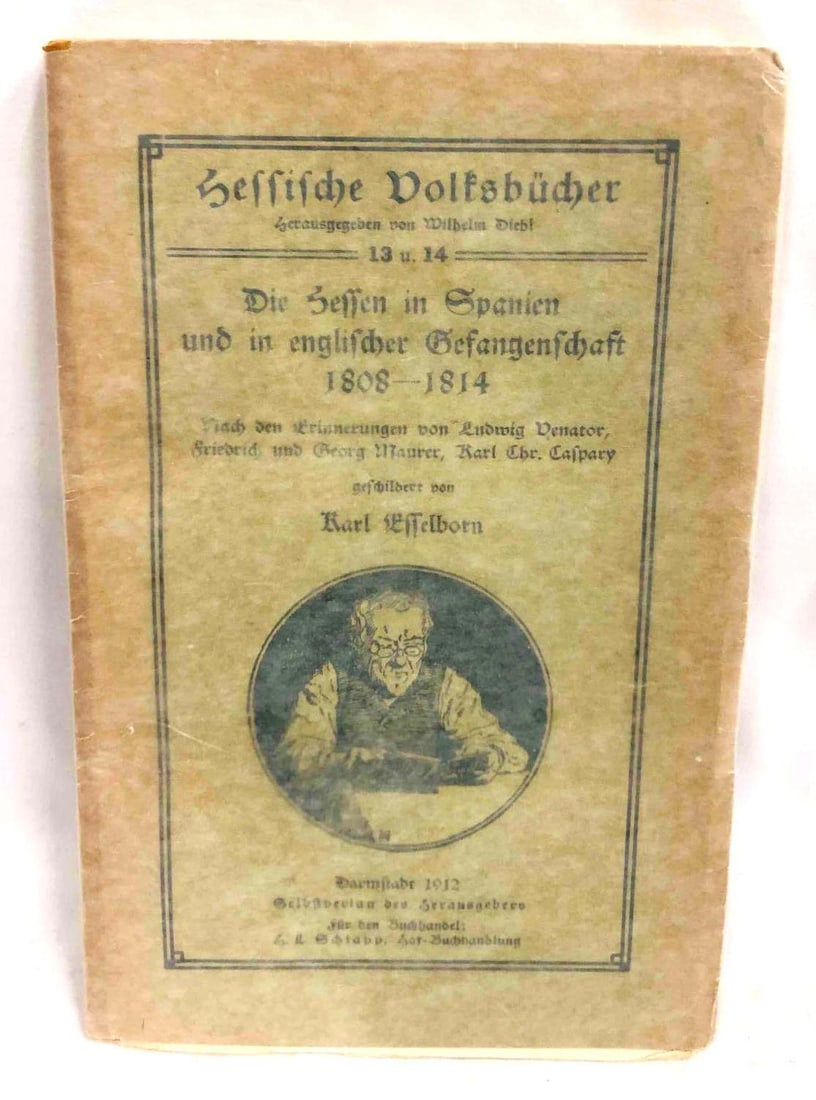 Hessische Volksbücher
Herausgegeben von Wilhelm Diehl
13 u. 14
Die Hessen in Spanien
und in englischer Gefangenschaft
1808—1814
Nach den Erinnerungen von Ludwig Venator,
Friedrich und Georg Maurer, Karl Chr. Caspary
geschildert von
Karl Esselborn
Darmstadt 1912
Selbstverlag des Herausgebers
Für den Buchhandel:
H. L. Schlapp, Hof-Buchhandlung